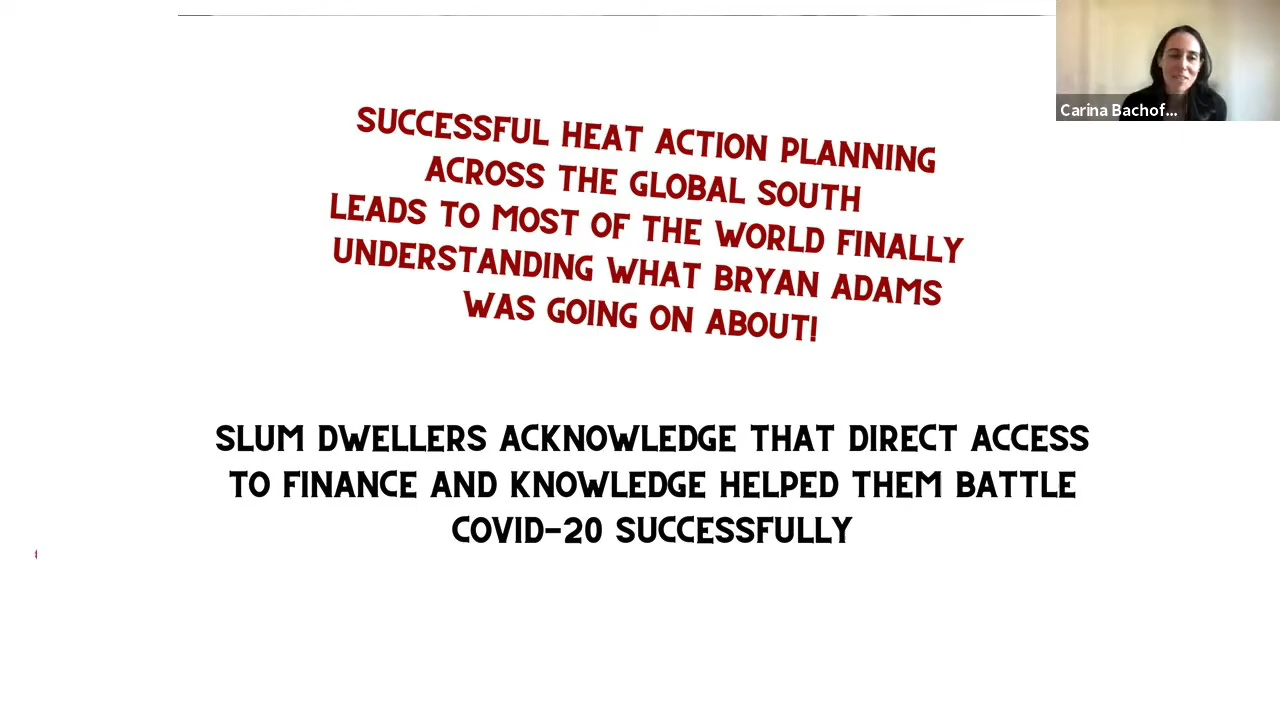 Carina Bachof...
SUCCESSFUL HEAT ACTION PLANNING
ACROSS THE GLOBAL SOUTH
LEADS TO MOST OF THE WORLD FINALLY
UNDERSTANDING WHAT BRYAN ADAMS
WAS GOING ON ABOUT!
SLUM DWELLERS ACKNOWLEDGE THAT DIRECT ACCESS
TO FINANCE AND KNOWLEDGE HELPED THEM BATTLE
COVID-20 SUCCESSFULLY